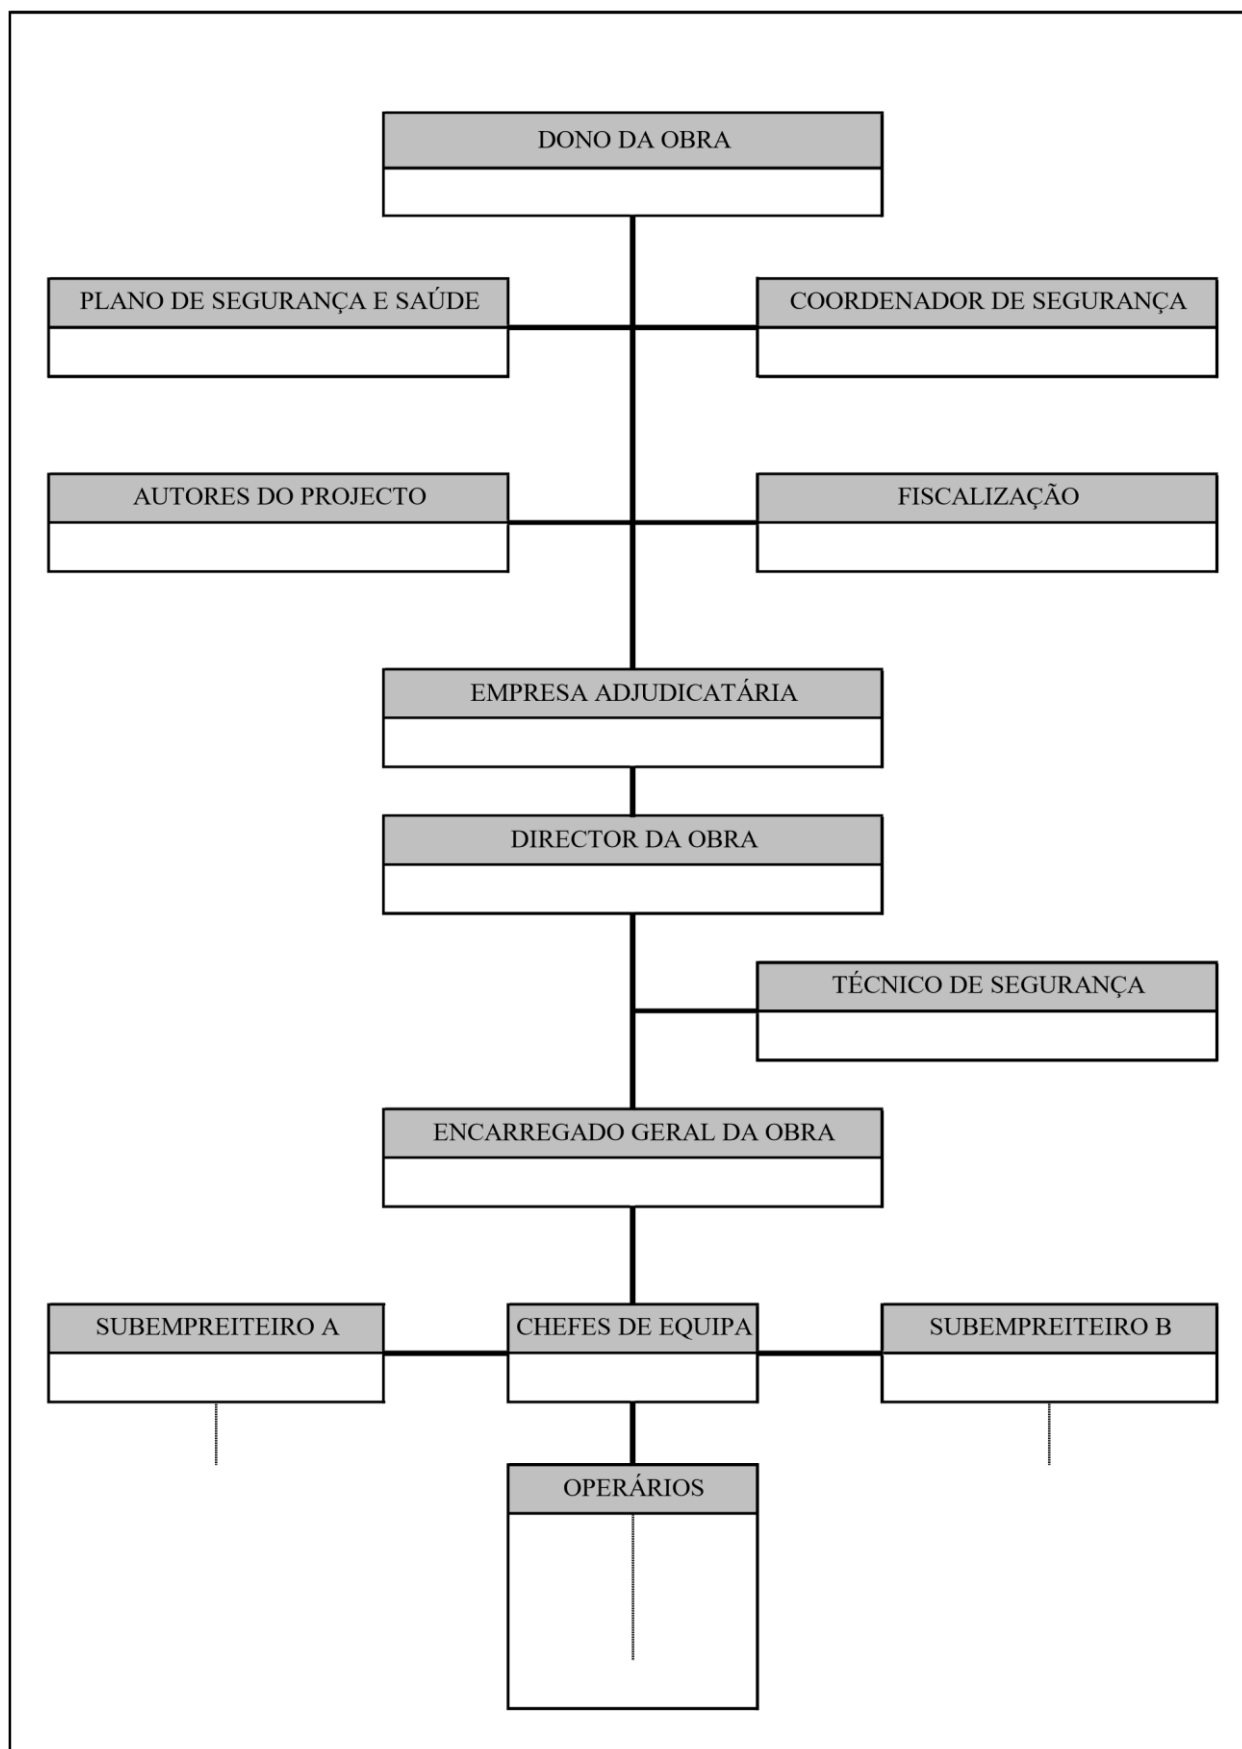 DONO DA OBRA
PLANO DE SEGURANÇA E SAÚDE
COORDENADOR DE SEGURANÇA
AUTORES DO PROJECTO
FISCALIZAÇÃO
EMPRESA ADJUDICATÁRIA
DIRECTOR DA OBRA
TÉCNICO DE SEGURANÇA
ENCARREGADO GERAL DA OBRA
SUBEMPREITEIRO A
CHEFES DE EQUIPA
SUBEMPREITEIRO B
OPERÁRIOS